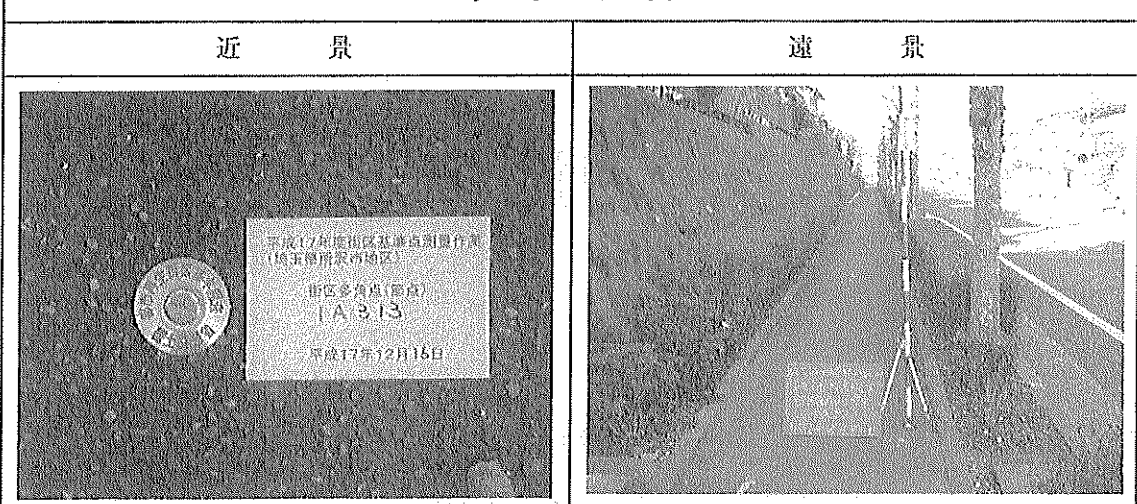 近景
遠景
平成17年度街区基準点測量作業
(埼玉県所沢市地区)
街区多角点(節点)
1A313
平成17年12月16日